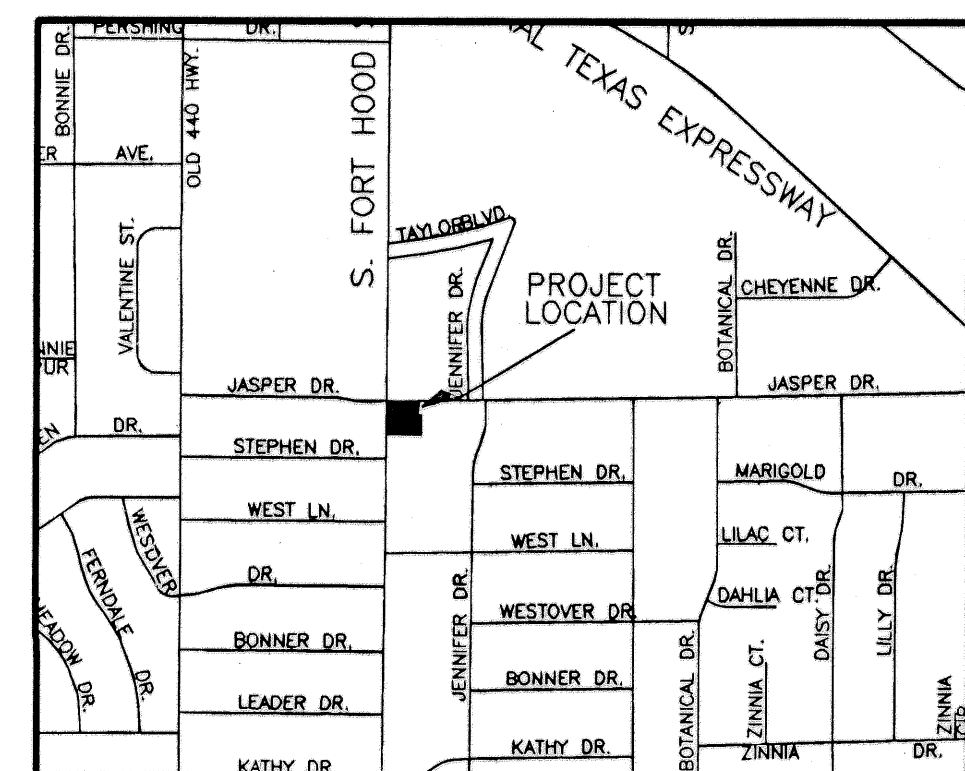 PERSHING DR.
S
BONNIE DR.
OLD 440 HWY.
S. FORT HOOD
TEXAS EXPRESSWAY
AVE.
VALENTINE ST.
TAYLOR BLVD.
JENNIFER DR.
PROJECT
LOCATION
BOTANICAL DR.
CHEYENNE DR.
JASPER DR.
JASPER DR.
DR.
STEPHEN DR.
STEPHEN DR.
MARIGOLD DR.
WEST LN.
WEST LN.
LILAC CT.
WESTOVER DR.
FERNDALE DR.
MEADOW DR.
DAHLIA CT.
WESTOVER DR.
JENNIFER DR.
DAISY DR.
LILLY DR.
BONNER DR.
BONNER DR.
BOTANICAL DR.
ZINNIA CT.
ZINNIA
LEADER DR.
KATHY DR.
KATHY DR.
ZINNIA DR.